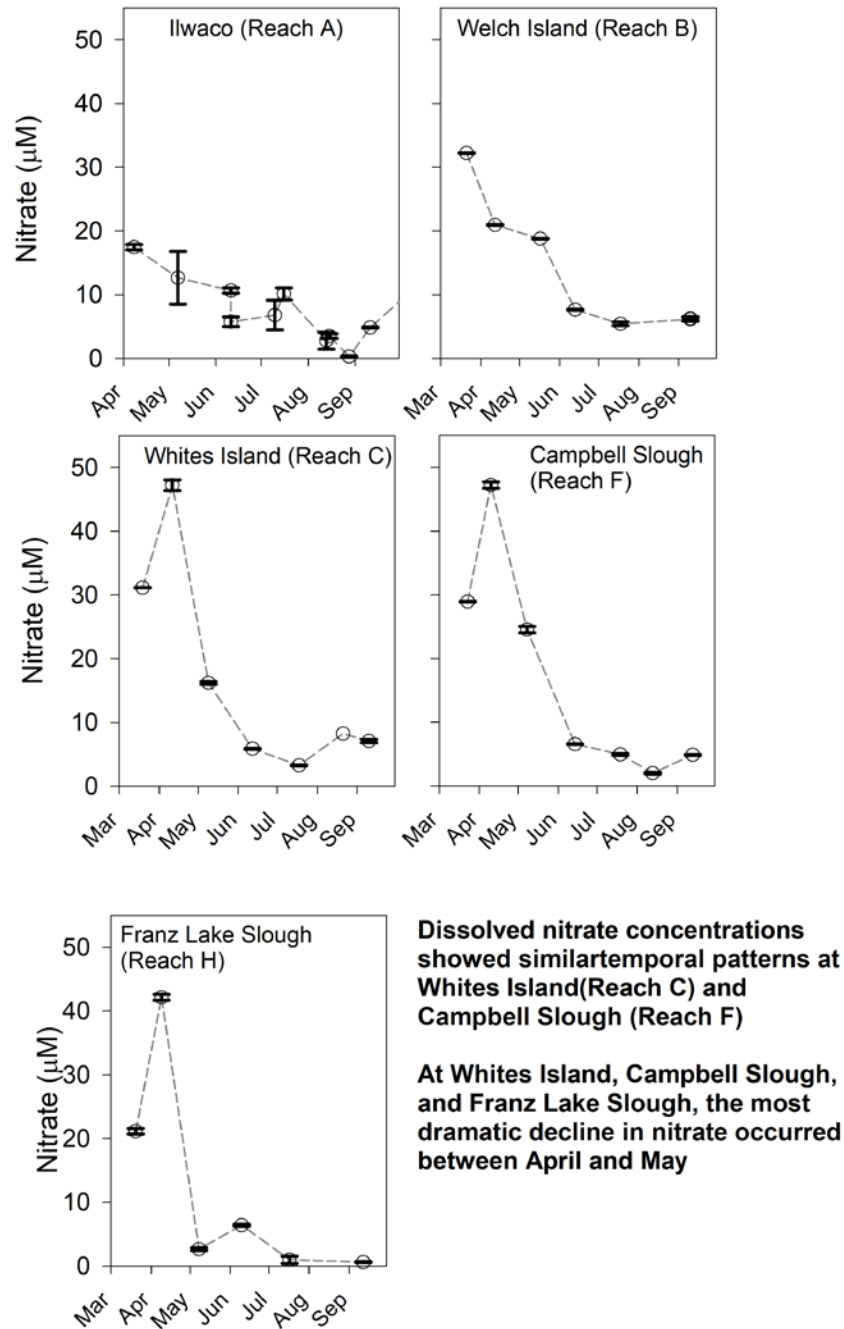 Ilwaco (Reach A)
Nitrate (μM)
50
40
30
20
10
0
Apr
May
Jun
Jul
Aug
Sep
Welch Island (Reach B)
Mar
Apr
May
Jun
Jul
Aug
Sep
Whites Island (Reach C)
Nitrate (μM)
50
40
30
20
10
0
Mar
Apr
May
Jun
Jul
Aug
Sep
Campbell Slough
(Reach F)
Mar
Apr
May
Jun
Jul
Aug
Sep
Franz Lake Slough
(Reach H)
Nitrate (μM)
50
40
30
20
10
0
Mar
Apr
May
Jun
Jul
Aug
Sep
Dissolved nitrate concentrations
showed similartemporal patterns at
Whites Island(Reach C) and
Campbell Slough (Reach F)
At Whites Island, Campbell Slough,
and Franz Lake Slough, the most
dramatic decline in nitrate occurred
between April and May